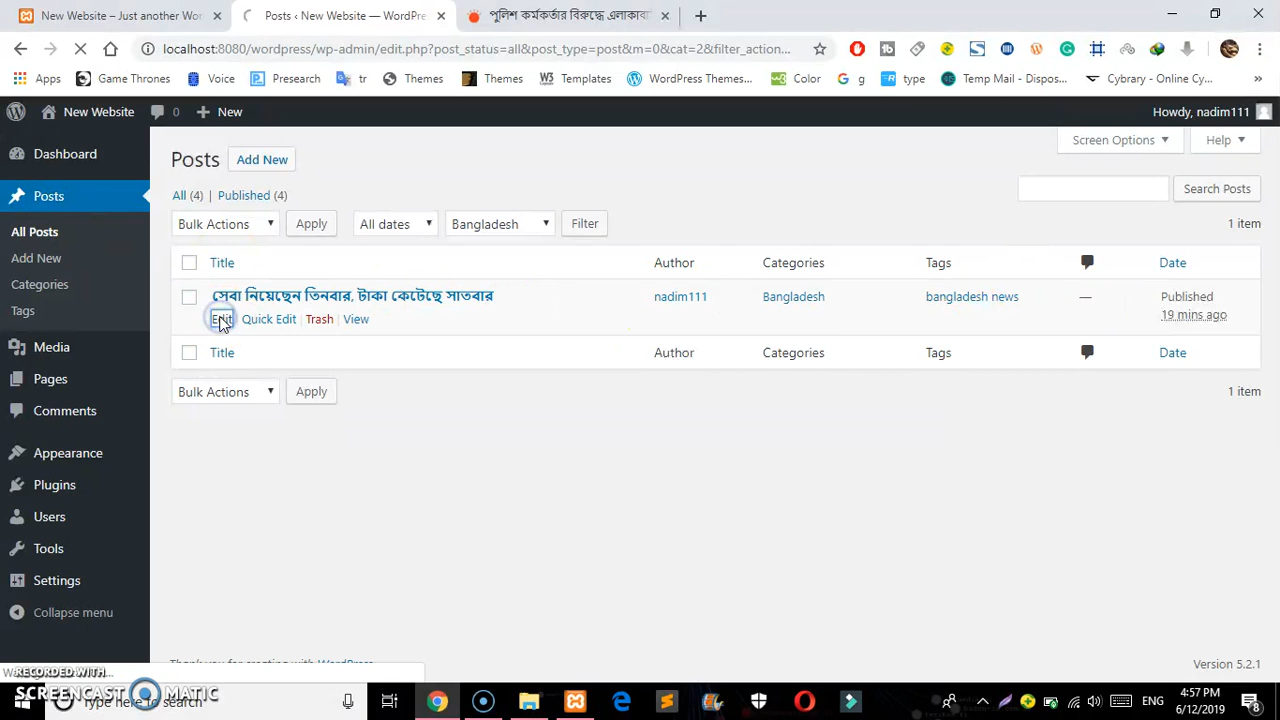 New Website – Just another Wor
Posts ‹ New Website — WordPre
পুলিশ কর্মকর্তার বিরুদ্ধে এলাকাবা
localhost:8080/wordpress/wp-admin/edit.php?post_status=all&post_type=post&m=0&cat=2&filter_action...
Apps
Game Thrones
Voice
Presearch
tr
Themes
Themes
Templates
WordPress Themes...
Color
g
type
Temp Mail - Dispos...
Cybrary - Online Cy...
New Website
0
New
Howdy, nadim111
Dashboard
Posts
All Posts
Add New
Categories
Tags
Media
Pages
Comments
Appearance
Plugins
Users
Tools
Settings
Collapse menu
Screen Options
Help
Posts
Add New
All (4) | Published (4)
Search Posts
Bulk Actions
Apply
All dates
Bangladesh
Filter
1 item
Title
Author
Categories
Tags
Date
সেবা নিয়েছেন তিনবার, টাকা কেটেছে সাতবার
nadim111
Bangladesh
bangladesh news
—
Published
19 mins ago
Edit | Quick Edit | Trash | View
Title
Author
Categories
Tags
Date
Bulk Actions
Apply
1 item
Thank you for creating with WordPress
Version 5.2.1
RECORDED WITH
SCREENCAST MATIC
Type here to search
ENG
4:57 PM
6/12/2019
8